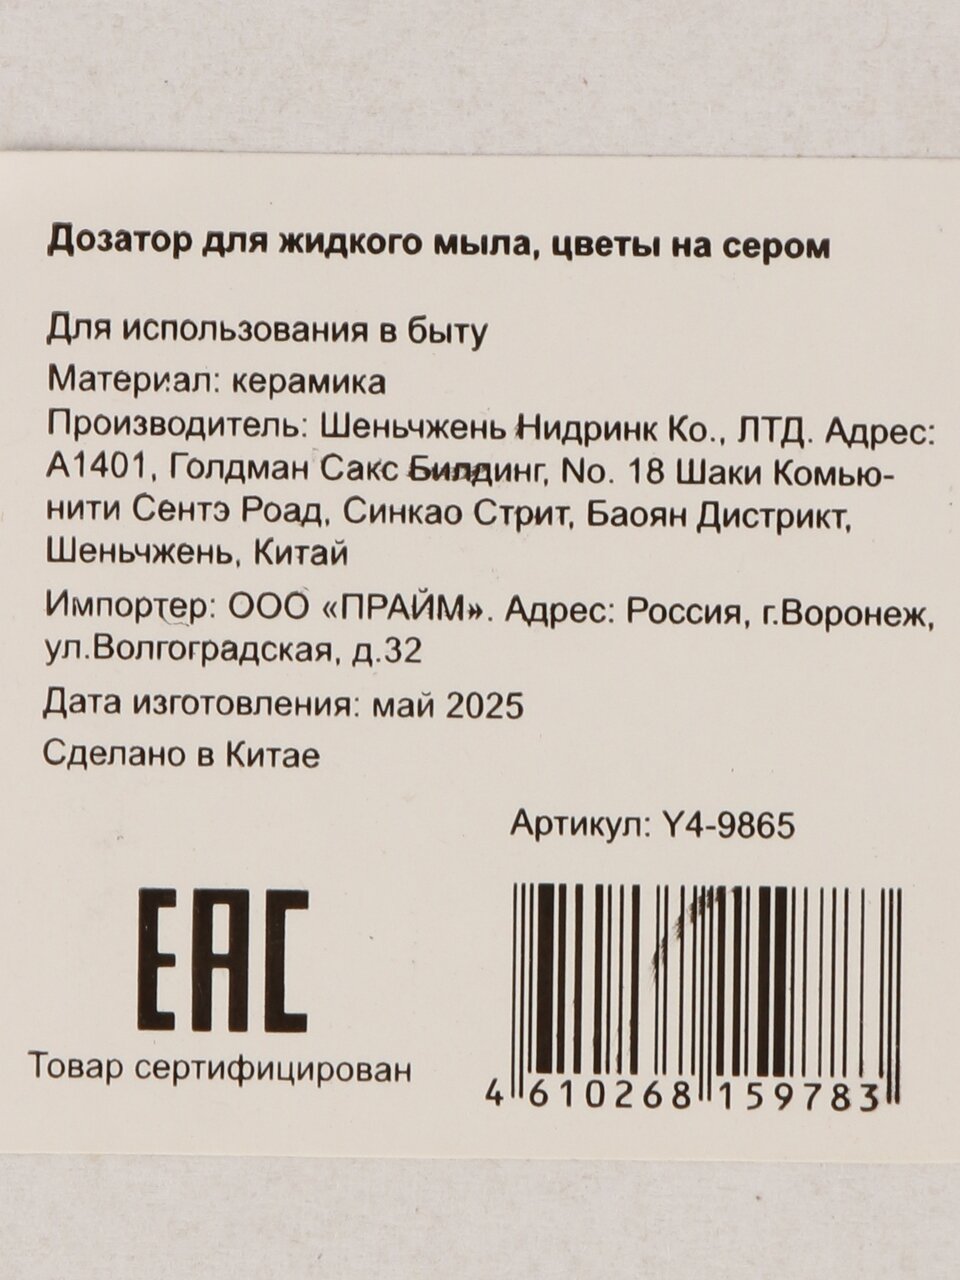 Дозатор для жидкого мыла, цветы на сером
Для использования в быту
Материал: керамика
Производитель: Шеньчжень Нидринк Ко., ЛТД. Адрес:
А1401, Голдман Сакс Билдинг, No. 18 Шаки Комью-
нити Сентэ Роад, Синкао Стрит, Баоян Дистрикт,
Шеньчжень, Китай
Импортер: ООО «ПРАЙМ». Адрес: Россия, г.Воронеж,
ул.Волгоградская, д.32
Дата изготовления: май 2025
Сделано в Китае
Артикул: Y4-9865
EAC
Товар сертифицирован
4 610268 159783